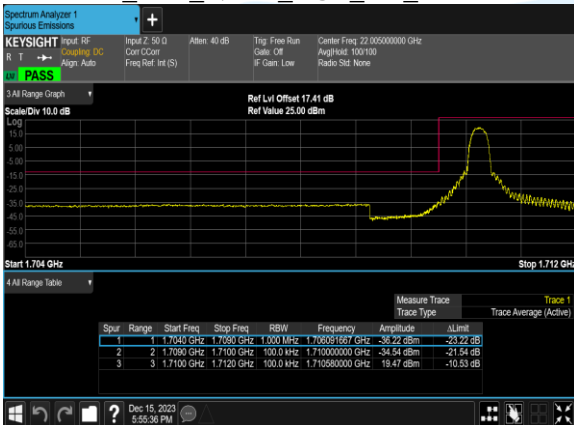 Spectrum Analyzer 1
Spurious Emissions
+
KEYSIGHT Input: RF Input Z: 50 Ω Atten: 40 dB Trig: Free Run Center Freq: 22.005000000 GHz
R T Coupling: DC Corr CCorr Gate: Off Avg|Hold: 100/100
Align: Auto Freq Ref: Int (S) IF Gain: Low Radio Std: None
PASS
3 All Range Graph
Ref Lvl Offset 17.41 dB
Scale/Div 10.0 dB Ref Value 25.00 dBm
Log
15.0
5.00
-5.00
-15.0
-25.0
-35.0
-45.0
-55.0
-65.0
Start 1.704 GHz Stop 1.712 GHz
4 All Range Table
Measure Trace Trace 1
Trace Type Trace Average (Active)
Spur Range Start Freq Stop Freq RBW Frequency Amplitude ΔLimit
1 1 1.7040 GHz 1.7090 GHz 1.000 MHz 1.706091667 GHz -36.22 dBm -23.22 dB
2 2 1.7090 GHz 1.7100 GHz 100.0 kHz 1.710000000 GHz -34.54 dBm -21.54 dB
3 3 1.7100 GHz 1.7120 GHz 100.0 kHz 1.710580000 GHz 19.47 dBm -10.53 dB
? Dec 15, 2023
5:55:36 PM